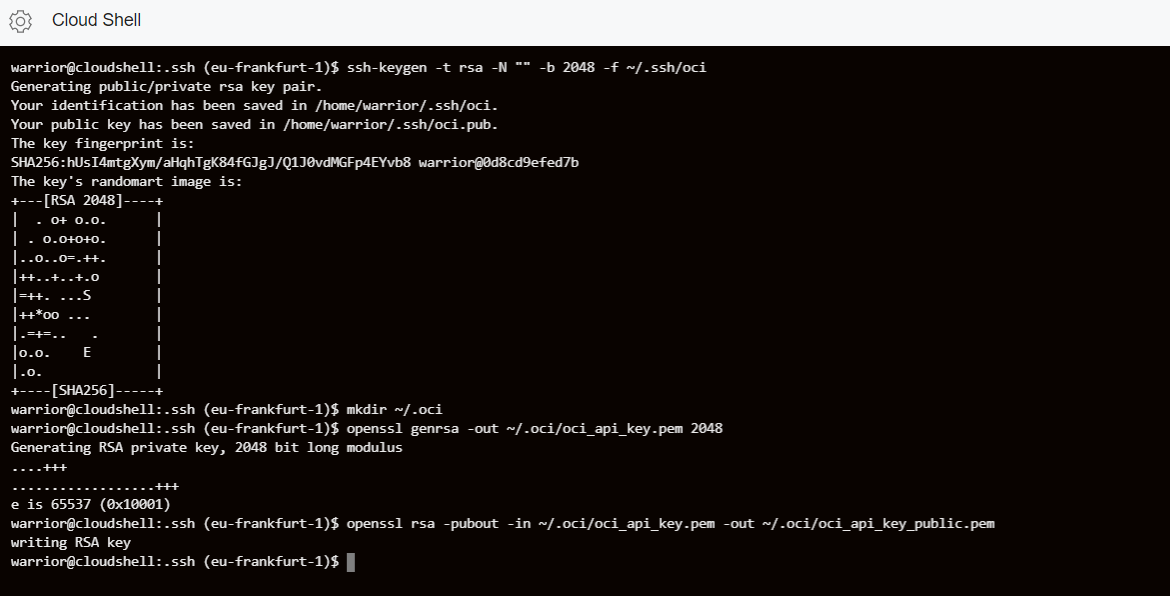 Cloud Shell
warrior@cloudshell:.ssh (eu-frankfurt-1)$ ssh-keygen -t rsa -N "" -b 2048 -f ~/.ssh/oci
Generating public/private rsa key pair.
Your identification has been saved in /home/warrior/.ssh/oci.
Your public key has been saved in /home/warrior/.ssh/oci.pub.
The key fingerprint is:
SHA256:hUsI4mtgXym/aHqhTgK84fGJgJ/Q1J0vdMGFp4EYvb8 warrior@0d8cd9efed7b
The key's randomart image is:
+---[RSA 2048]----+
|  . o+ o.o.      |
| . o.o+o+o.      |
|..o..o=.++.      |
|++..+..+.o       |
|=++. ...S        |
|++*oo ...        |
|.=+=..   .       |
|o.o.    E        |
|.o.              |
+----[SHA256]-----+
warrior@cloudshell:.ssh (eu-frankfurt-1)$ mkdir ~/.oci
warrior@cloudshell:.ssh (eu-frankfurt-1)$ openssl genrsa -out ~/.oci/oci_api_key.pem 2048
Generating RSA private key, 2048 bit long modulus
....+++
..................+++
e is 65537 (0x10001)
warrior@cloudshell:.ssh (eu-frankfurt-1)$ openssl rsa -pubout -in ~/.oci/oci_api_key.pem -out ~/.oci/oci_api_key_public.pem
writing RSA key
warrior@cloudshell:.ssh (eu-frankfurt-1)$